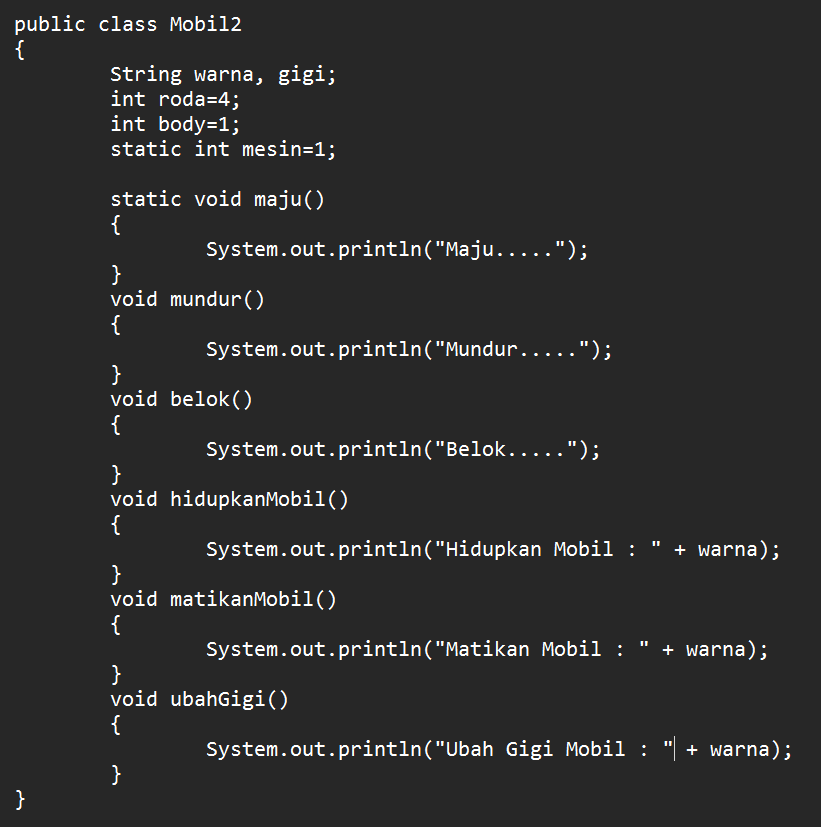 public class Mobil2
{
        String warna, gigi;
        int roda=4;
        int body=1;
        static int mesin=1;

        static void maju()
        {
                System.out.println("Maju.....");
        }
        void mundur()
        {
                System.out.println("Mundur.....");
        }
        void belok()
        {
                System.out.println("Belok.....");
        }
        void hidupkanMobil()
        {
                System.out.println("Hidupkan Mobil : " + warna);
        }
        void matikanMobil()
        {
                System.out.println("Matikan Mobil : " + warna);
        }
        void ubahGigi()
        {
                System.out.println("Ubah Gigi Mobil : " + warna);
        }
}